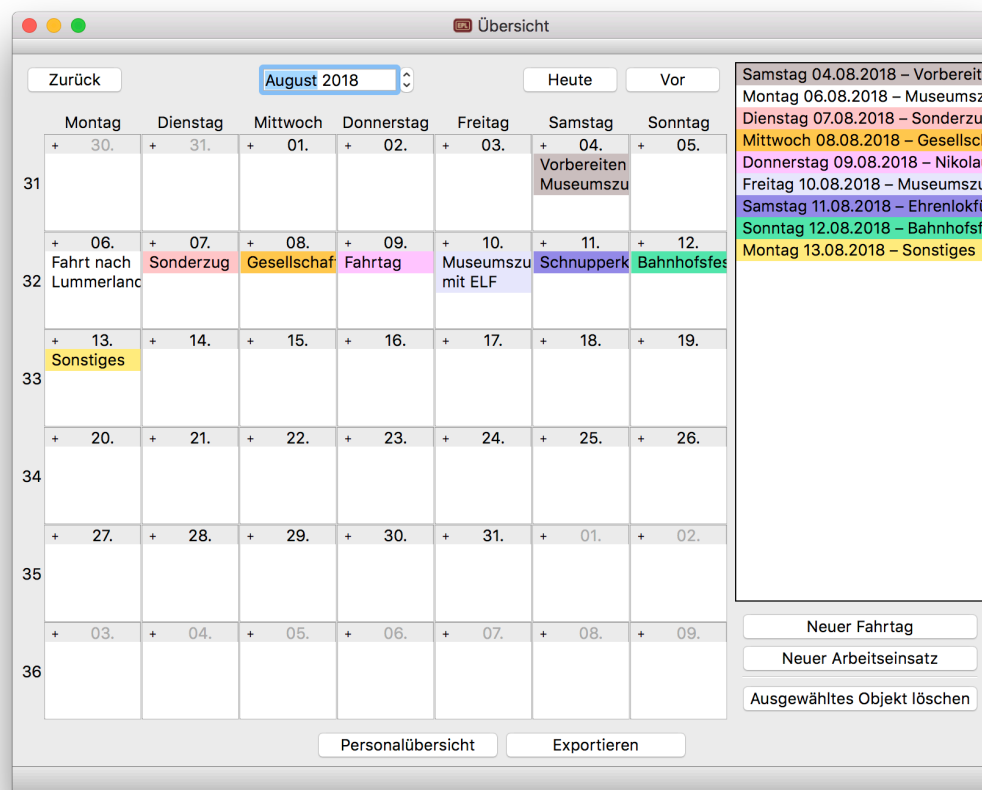 EPL Übersicht
Zurück August 2018 Heute Vor
Montag Dienstag Mittwoch Donnerstag Freitag Samstag Sonntag
+ 30. + 31. + 01. + 02. + 03. + 04. + 05.
Vorbereiten
Museumszu
31
+ 06. + 07. + 08. + 09. + 10. + 11. + 12.
Fahrt nach Sonderzug Gesellschaf Fahrtag Museumszu Schnupperk Bahnhofsfes
32 Lummerland mit ELF
+ 13. + 14. + 15. + 16. + 17. + 18. + 19.
Sonstiges
33
+ 20. + 21. + 22. + 23. + 24. + 25. + 26.
34
+ 27. + 28. + 29. + 30. + 31. + 01. + 02.
35
+ 03. + 04. + 05. + 06. + 07. + 08. + 09.
36
Samstag 04.08.2018 – Vorbereit
Montag 06.08.2018 – Museumsz
Dienstag 07.08.2018 – Sonderzu
Mittwoch 08.08.2018 – Gesellsch
Donnerstag 09.08.2018 – Nikola
Freitag 10.08.2018 – Museumszu
Samstag 11.08.2018 – Ehrenlokfü
Sonntag 12.08.2018 – Bahnhofsf
Montag 13.08.2018 – Sonstiges
Neuer Fahrtag
Neuer Arbeitseinsatz
Ausgewähltes Objekt löschen
Personalübersicht Exportieren